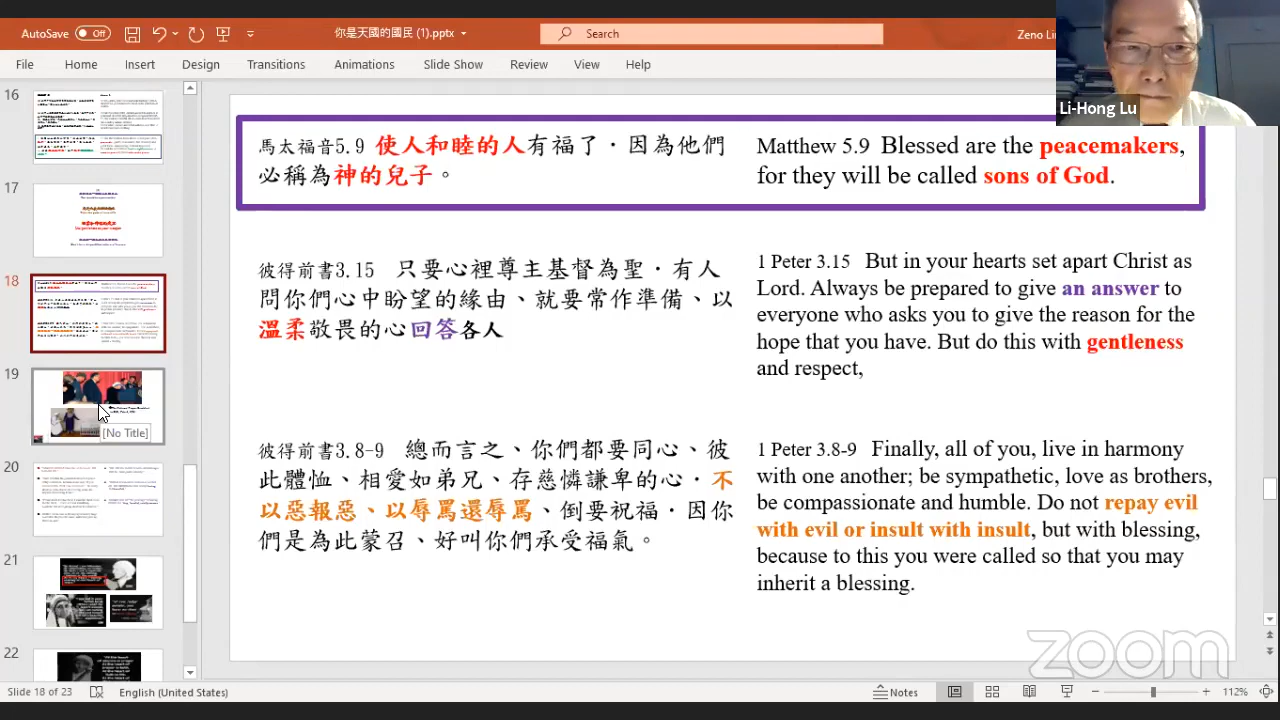 AutoSave
Off
你是天國的國民 (1).pptx
Search
Zeno Li
File Home Insert Design Transitions Animations Slide Show Review View Help
Li-Hong Lu
16
17
18
19
[No Title]
20
21
22
馬太福音5.9 使人和睦的人有福了．因為他們
必稱為神的兒子。
Matthew 5.9 Blessed are the peacemakers,
for they will be called sons of God.
彼得前書3.15 只要心裡尊主基督為聖．有人
問你們心中盼望的緣由、就要常作準備、以
溫柔敬畏的心回答各人
1 Peter 3.15 But in your hearts set apart Christ as
Lord. Always be prepared to give an answer to
everyone who asks you to give the reason for the
hope that you have. But do this with gentleness
and respect,
彼得前書3.8-9 總而言之 你們都要同心、彼
此體恤 相愛如弟兄 存慈憐謙卑的心．不
以惡報惡、以辱罵還辱罵、倒要祝福．因你
們是為此蒙召、好叫你們承受福氣。
1 Peter 3.8-9 Finally, all of you, live in harmony
with one another; be sympathetic, love as brothers,
be compassionate and humble. Do not repay evil
with evil or insult with insult, but with blessing,
because to this you were called so that you may
inherit a blessing.
zoom
Slide 18 of 23 English (United States) Notes 112%